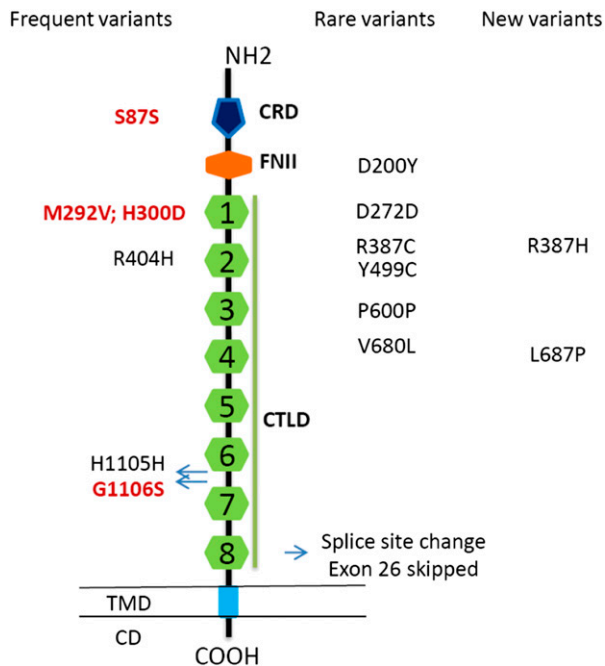 Frequent variants Rare variants New variants
NH2
S87S CRD
FNII D200Y
M292V; H300D 1 D272D
R404H 2 R387C R387H
Y499C
3 P600P
4 V680L L687P
5
CTLD
H1105H 6
G1106S
7
8 Splice site change
Exon 26 skipped
TMD
CD
COOH